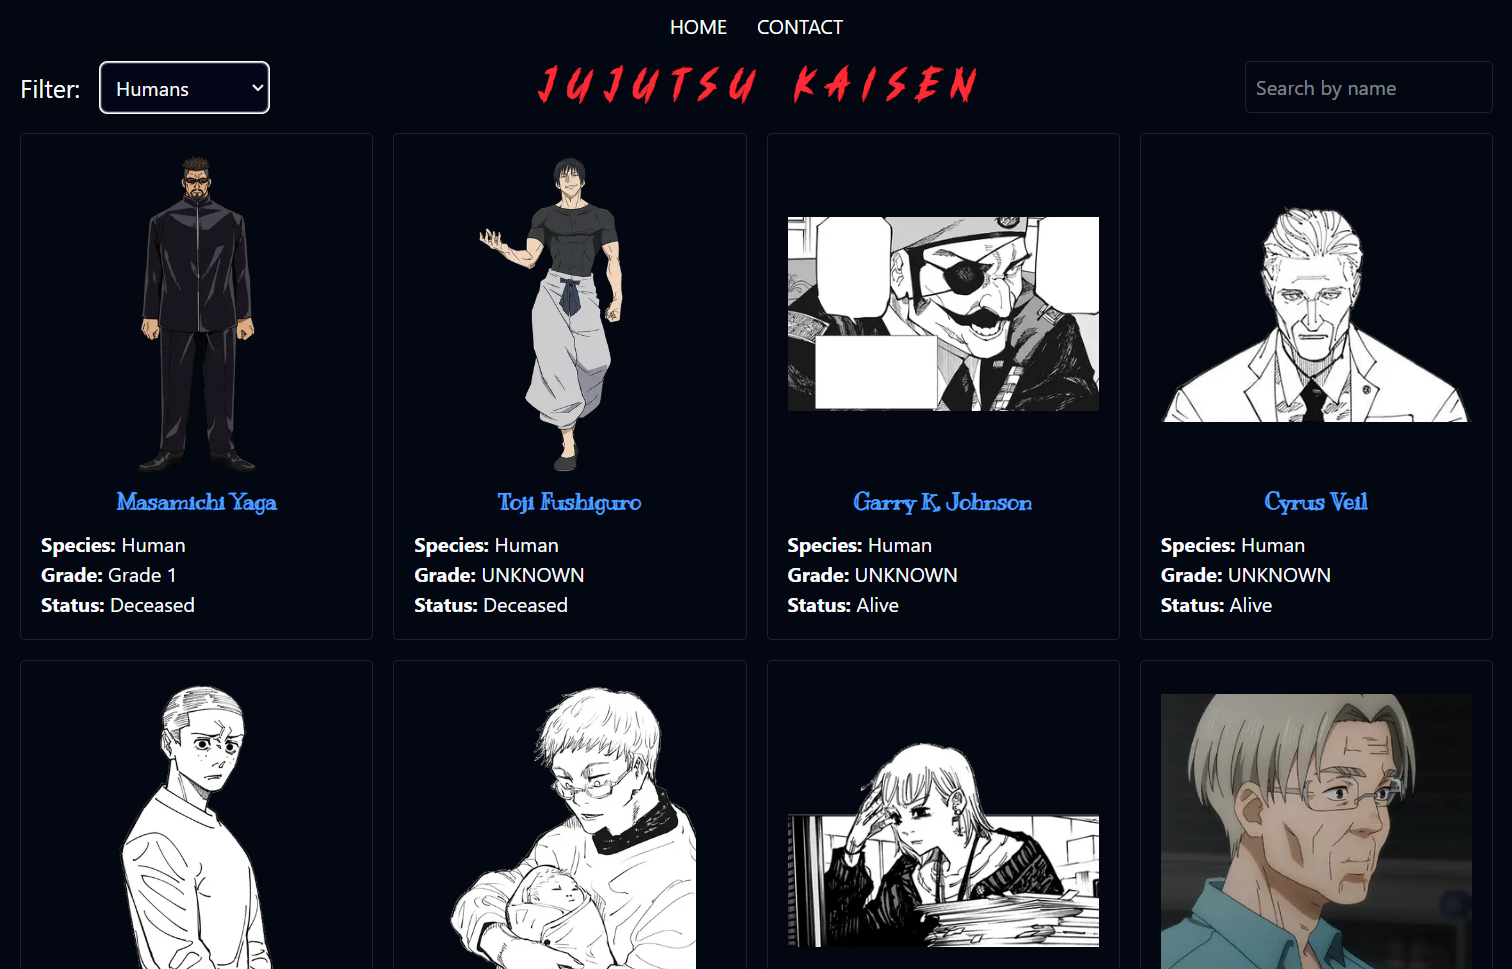 HOME CONTACT
Filter: Humans
JUJUTSU KAISEN
Search by name
Masamichi Yaga
Species: Human
Grade: Grade 1
Status: Deceased
Toji Fushiguro
Species: Human
Grade: UNKNOWN
Status: Deceased
Garry K. Johnson
Species: Human
Grade: UNKNOWN
Status: Alive
Cyrus Veil
Species: Human
Grade: UNKNOWN
Status: Alive